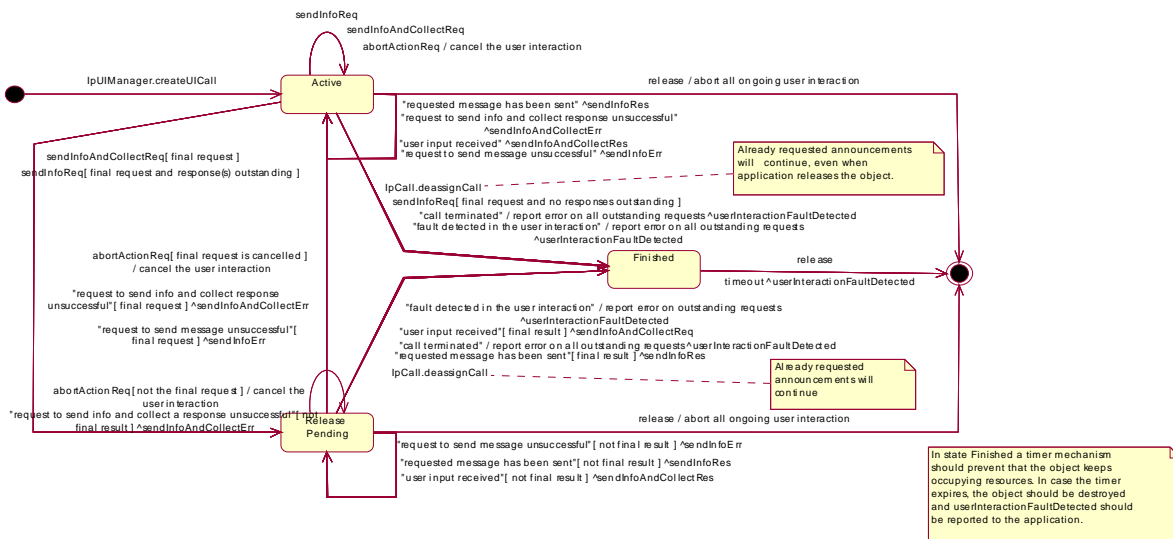 sendInfoReq
sendInfoAndCollectReq
abortActionReq / cancel the user interaction
IpUIManager.createUICall
Active
release / abort all ongoing user interaction
"requested message has been sent" ^sendInfoRes
"request to send info and collect response unsuccessful"
^sendInfoAndCollectErr
"user input received" ^sendInfoAndCollectRes
"request to send message unsuccessful" ^sendInfoErr
Already requested announcements
will continue, even when
application releases the object.
sendInfoAndCollectReq[ final request ]
sendInfoReq[ final request and response(s) outstanding ]
IpCall.deassignCall
sendInfoReq[ final request and no responses outstanding ]
"call terminated" / report error on all outstanding requests ^userInteractionFaultDetected
"fault detected in the user interaction" / report error on all outstanding requests
^userInteractionFaultDetected
Finished
release
timeout ^userInteractionFaultDetected
abortActionReq[ final request is cancelled ]
/ cancel the user interaction
"request to send info and collect response
unsuccessful"[ final request ] ^sendInfoAndCollectErr
"request to send message unsuccessful"[
final request ] ^sendInfoErr
"fault detected in the user interaction" / report error on outstanding requests
^userInteractionFaultDetected
"user input received"[ final result ] ^sendInfoAndCollectReq
"call terminated" / report error on all outstanding requests ^userInteractionFaultDetected
"requested message has been sent"[ final result ] ^sendInfoRes
IpCall.deassignCall
Already requested
announcements will
continue
abortActionReq[ not the final request ] / cancel the
user interaction
"request to send info and collect a response unsuccessful"[ not
final result ] ^sendInfoAndCollectErr
Release
Pending
release / abort all ongoing user interaction
"request to send message unsuccessful"[ not final result ] ^sendInfoErr
"requested message has been sent"[ not final result ] ^sendInfoRes
"user input received"[ not final result ] ^sendInfoAndCollectRes
In state Finished a timer mechanism
should prevent that the object keeps
occupying resources. In case the timer
expires, the object should be destroyed
and userInteractionFaultDetected should
be reported to the application.